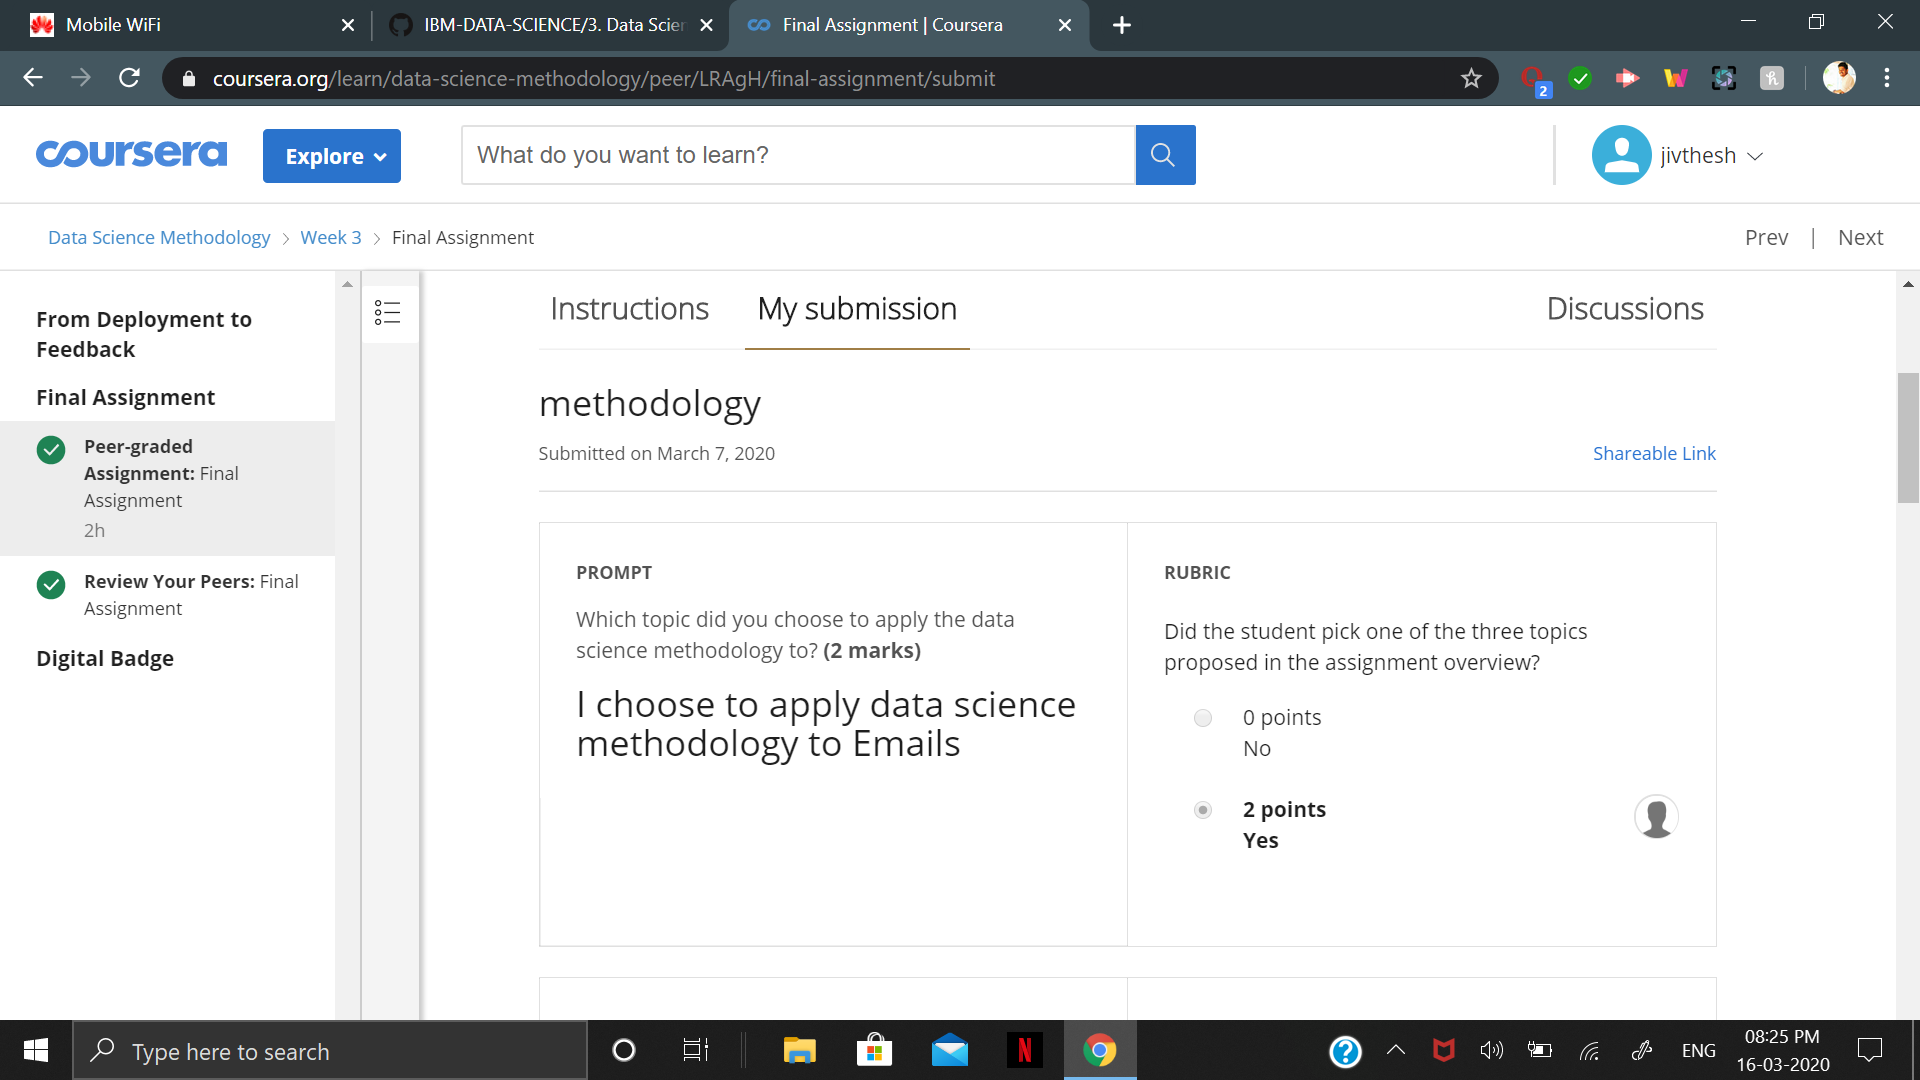 Mobile WiFi
IBM-DATA-SCIENCE/3. Data Scien
Final Assignment | Coursera
coursera.org/learn/data-science-methodology/peer/LRAgH/final-assignment/submit
2
coursera
Explore
What do you want to learn?
jivthesh
Data Science Methodology > Week 3 > Final Assignment
Prev | Next
From Deployment to
Feedback
Final Assignment
Peer-graded
Assignment: Final
Assignment
2h
Review Your Peers: Final
Assignment
Digital Badge
Instructions
My submission
Discussions
methodology
Submitted on March 7, 2020
Shareable Link
PROMPT
Which topic did you choose to apply the data
science methodology to? (2 marks)
I choose to apply data science
methodology to Emails
RUBRIC
Did the student pick one of the three topics
proposed in the assignment overview?
0 points
No
2 points
Yes
Type here to search
ENG
08:25 PM
16-03-2020